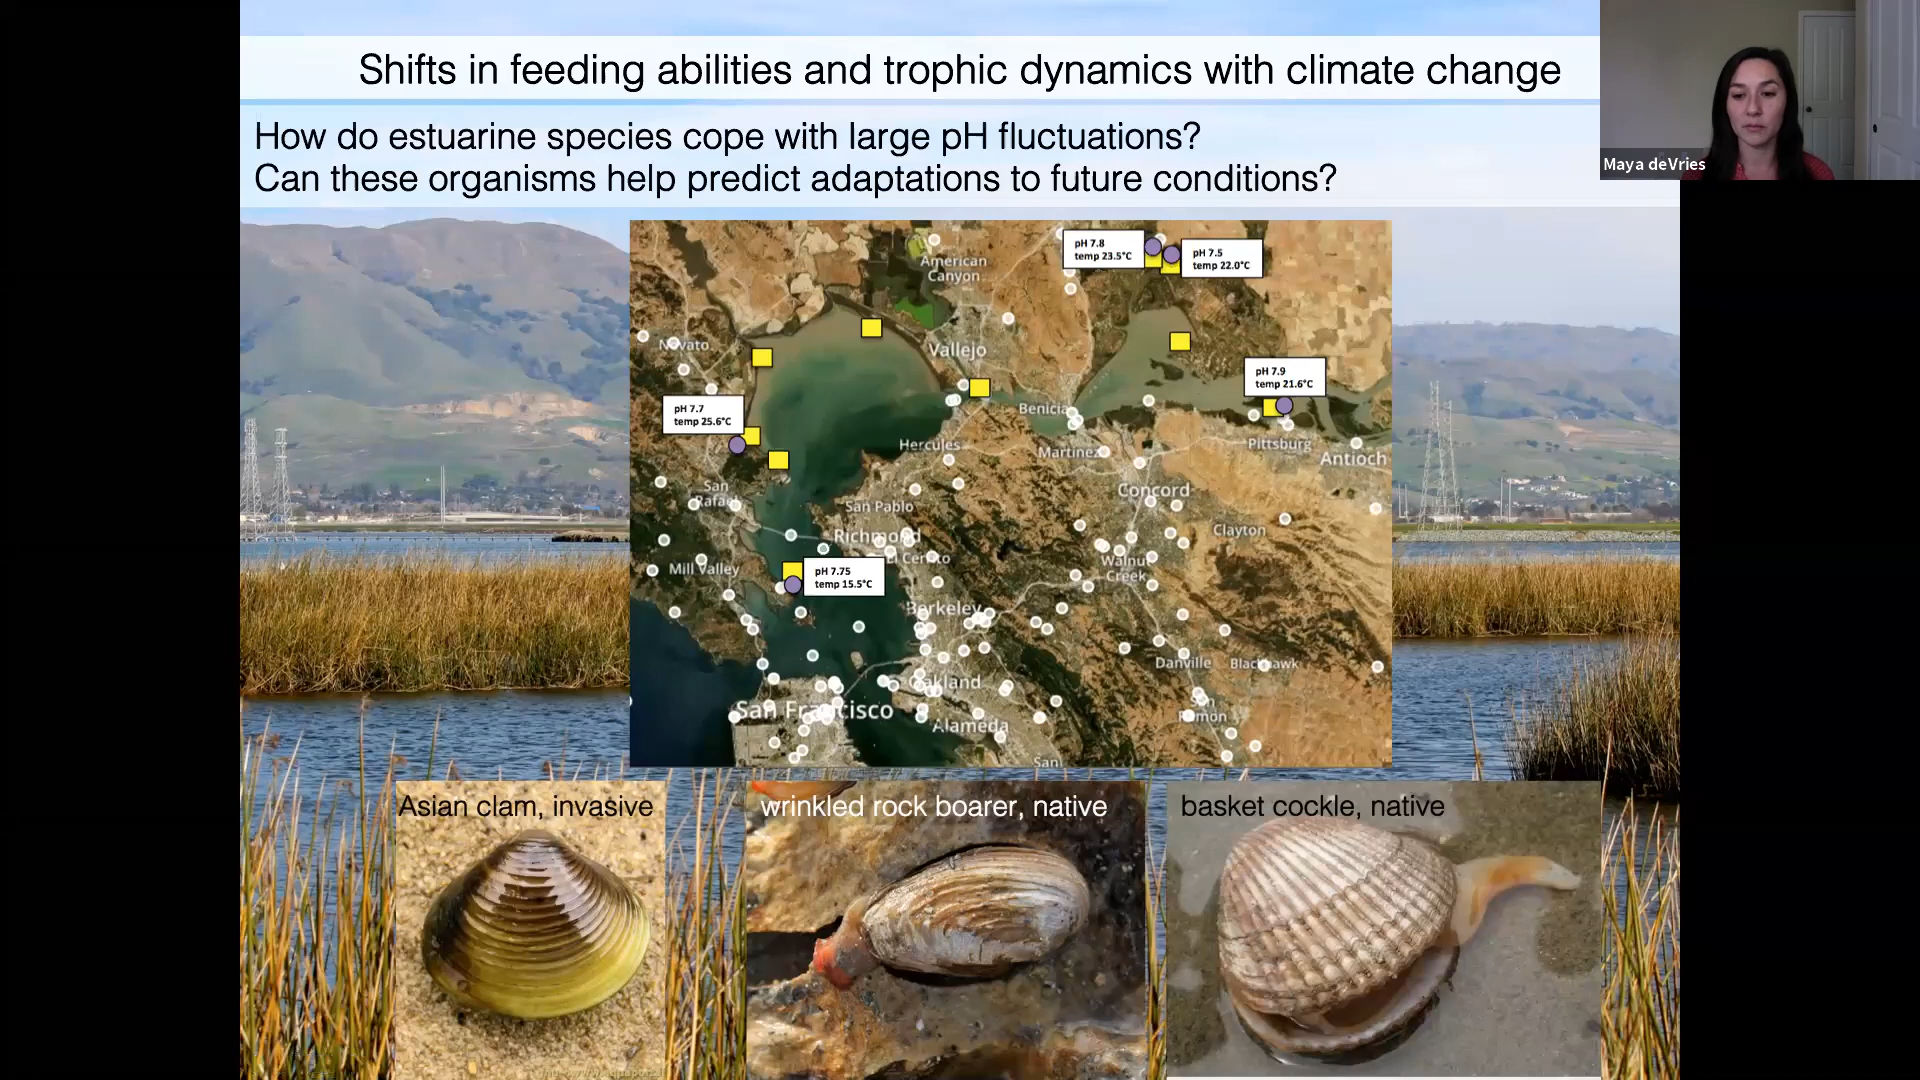 Shifts in feeding abilities and trophic dynamics with climate change
Maya deVries
How do estuarine species cope with large pH fluctuations?
Can these organisms help predict adaptations to future conditions?
pH 7.8
temp 23.5°C
pH 7.5
temp 22.0°C
American
Canyon
Novato
Vallejo
pH 7.9
temp 21.6°C
pH 7.7
temp 25.6°C
Benicia
Hercules
Martinez
Pittsburg
Antioch
San
Rafael
San Pablo
Concord
Richmond
El Cerrito
Clayton
Mill Valley
Walnut
Creek
pH 7.75
temp 15.5°C
Berkeley
Danville
Blackhawk
Oakland
San Francisco
Alameda
San
Ramon
San
Asian clam, invasive
wrinkled rock boarer, native
basket cockle, native